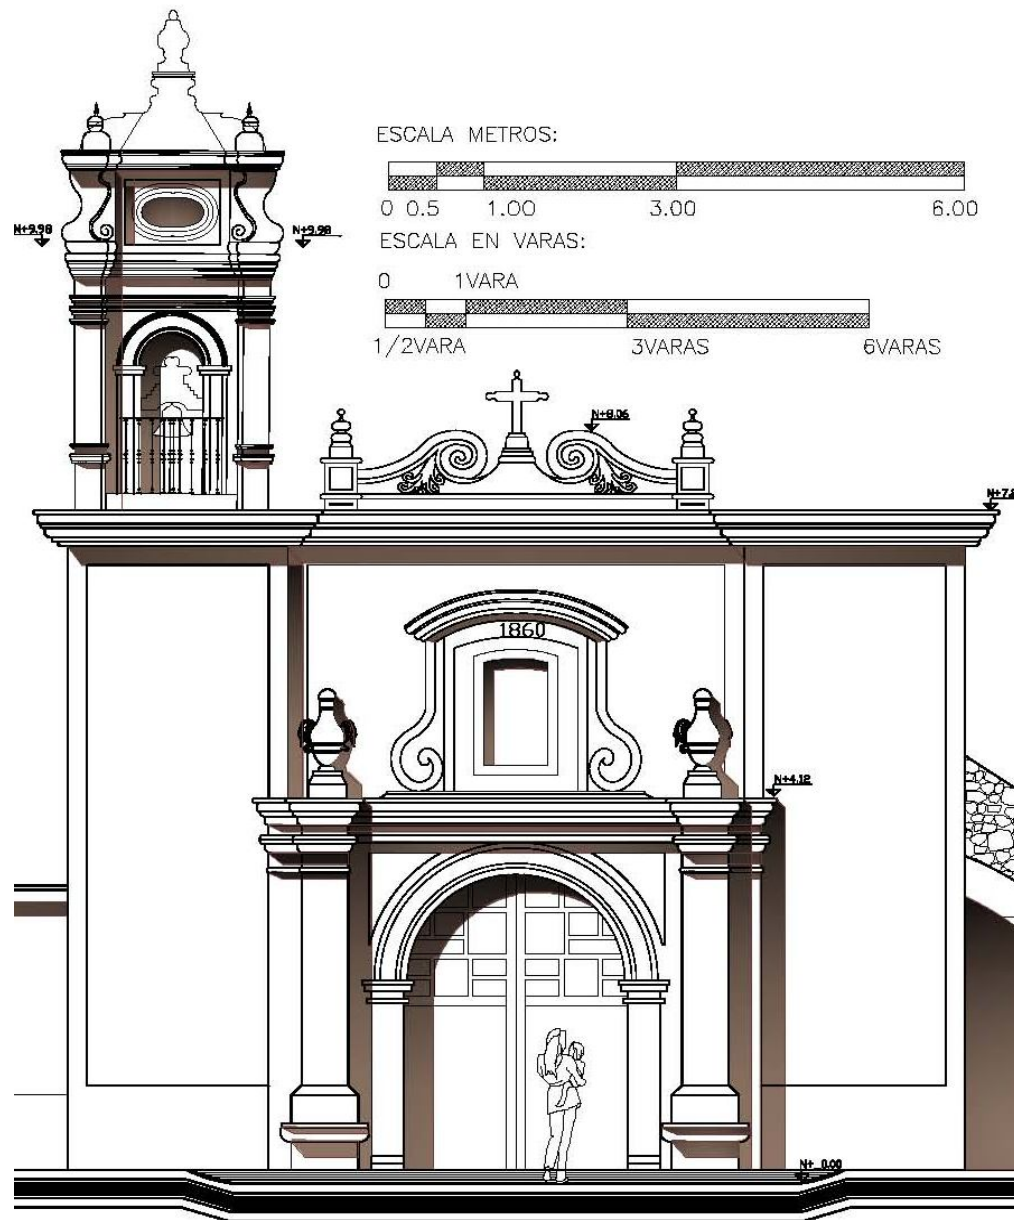 ESCALA METROS:
0 0.5 1.00 3.00 6.00
N+9.98 N+9.98
ESCALA EN VARAS:
0 1VARA
1/2VARA 3VARAS 6VARAS
N+8.06
1860
N+4.12
N+_0.00